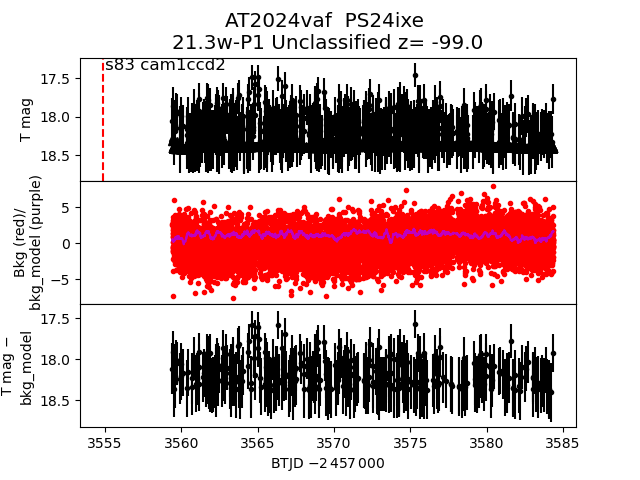 AT2024vaf  PS24ixe
21.3w-P1 Unclassified z= -99.0
s83 cam1ccd2
T mag
17.5
18.0
18.5
Bkg (red)/
bkg_model (purple)
5
0
−5
T mag −
bkg_model
17.5
18.0
18.5
3555 3560 3565 3570 3575 3580 3585
BTJD −2 457 000